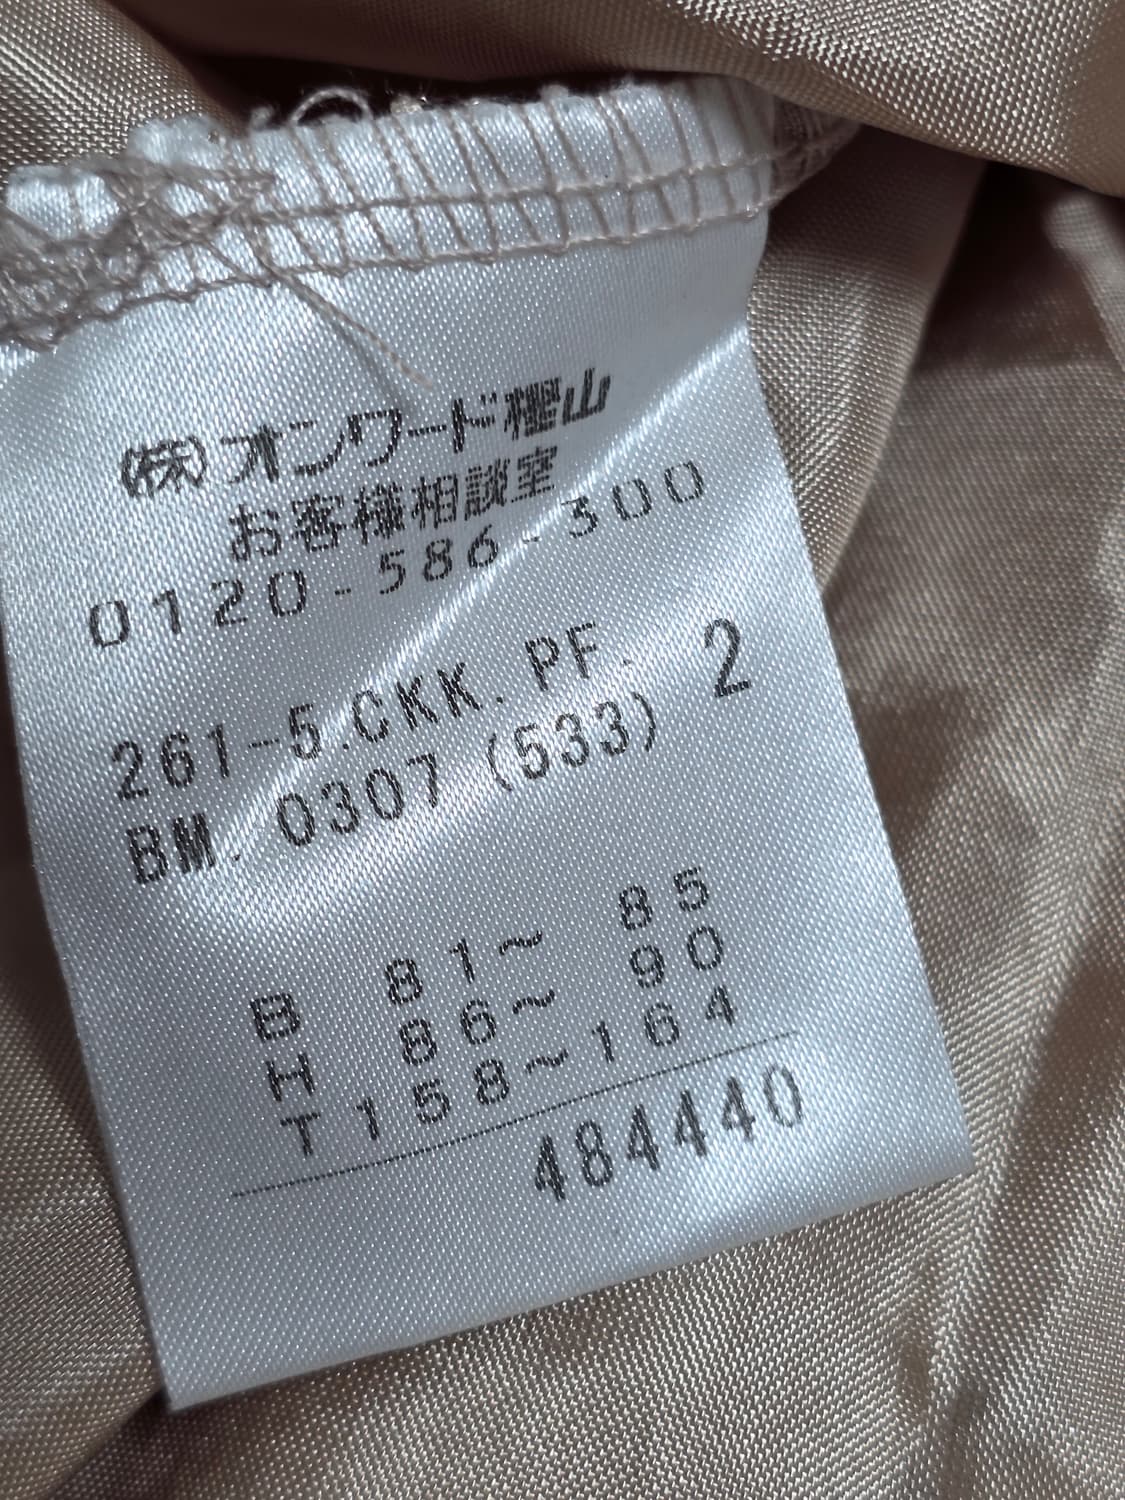 ㈱オンワード樫山
お客様相談室
0120-586-300
261-5.CKK.PF. 2
BM.0307(533)
B 81~ 85
H 86~ 90
T 158~164
484440